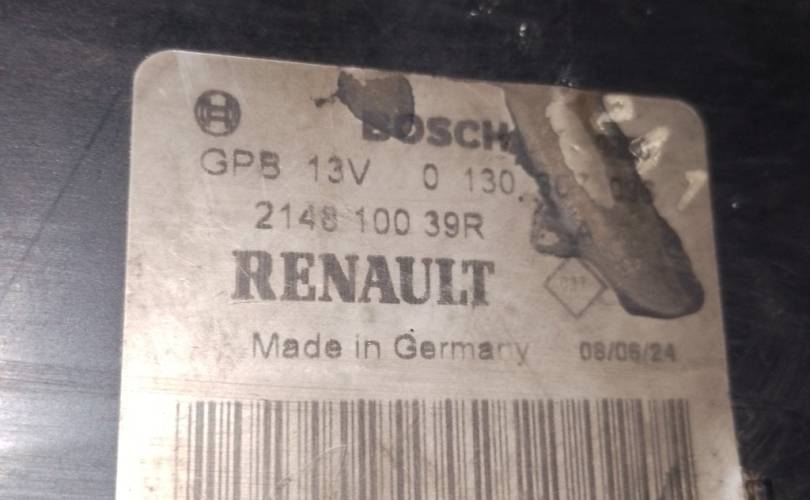 BOSCH
GPB 13V 0 130
2148 100 39R
RENAULT
Made in Germany 08/06/24